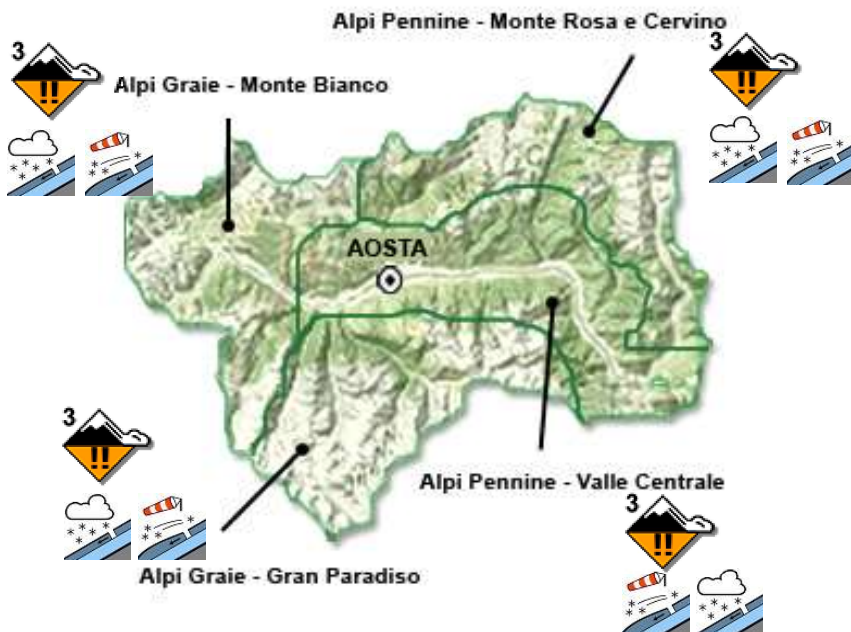 Alpi Pennine - Monte Rosa e Cervino
3
!!
3
!!
Alpi Graie - Monte Bianco
AOSTA
3
!!
Alpi Pennine - Valle Centrale
3
!!
Alpi Graie - Gran Paradiso